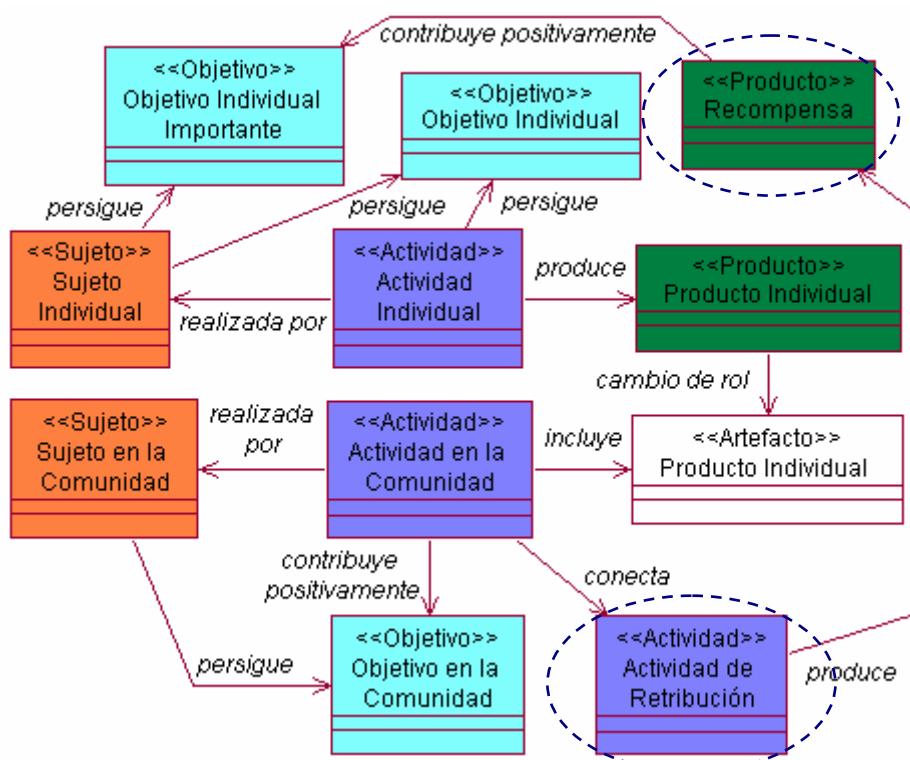 contribuye positivamente
<<Objetivo>>
Objetivo Individual
Importante
<<Objetivo>>
Objetivo Individual
<<Producto>>
Recompensa
persigue
persigue
persigue
<<Sujeto>>
Sujeto
Individual
<<Actividad>>
Actividad
Individual
produce
<<Producto>>
Producto Individual
realizada por
cambio de rol
<<Sujeto>>
Sujeto en la
Comunidad
realizada
por
<<Actividad>>
Actividad en la
Comunidad
incluye
<<Artefacto>>
Producto Individual
contribuye
positivamente
conecta
persigue
<<Objetivo>>
Objetivo en la
Comunidad
<<Actividad>>
Actividad de
Retribución
produce